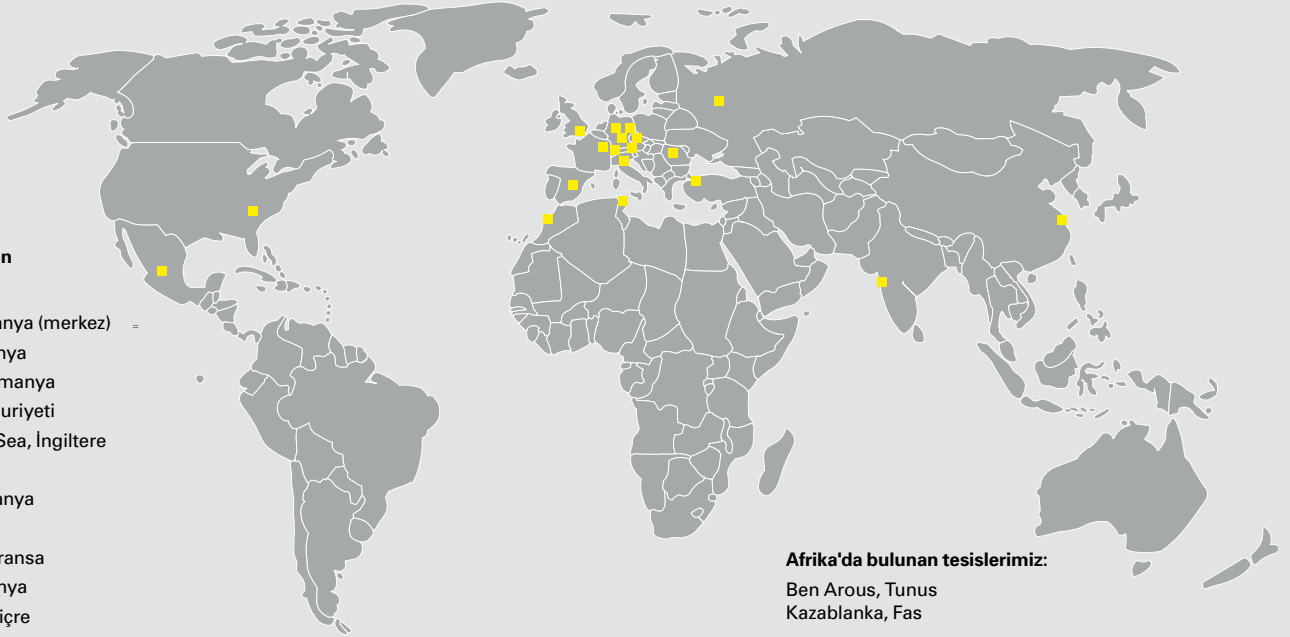 n
anya (merkez) =
nya
manya
uriyeti
Sea, İngiltere
anya
ransa
nya
içre
Afrika'da bulunan tesislerimiz:
Ben Arous, Tunus
Kazablanka, Fas